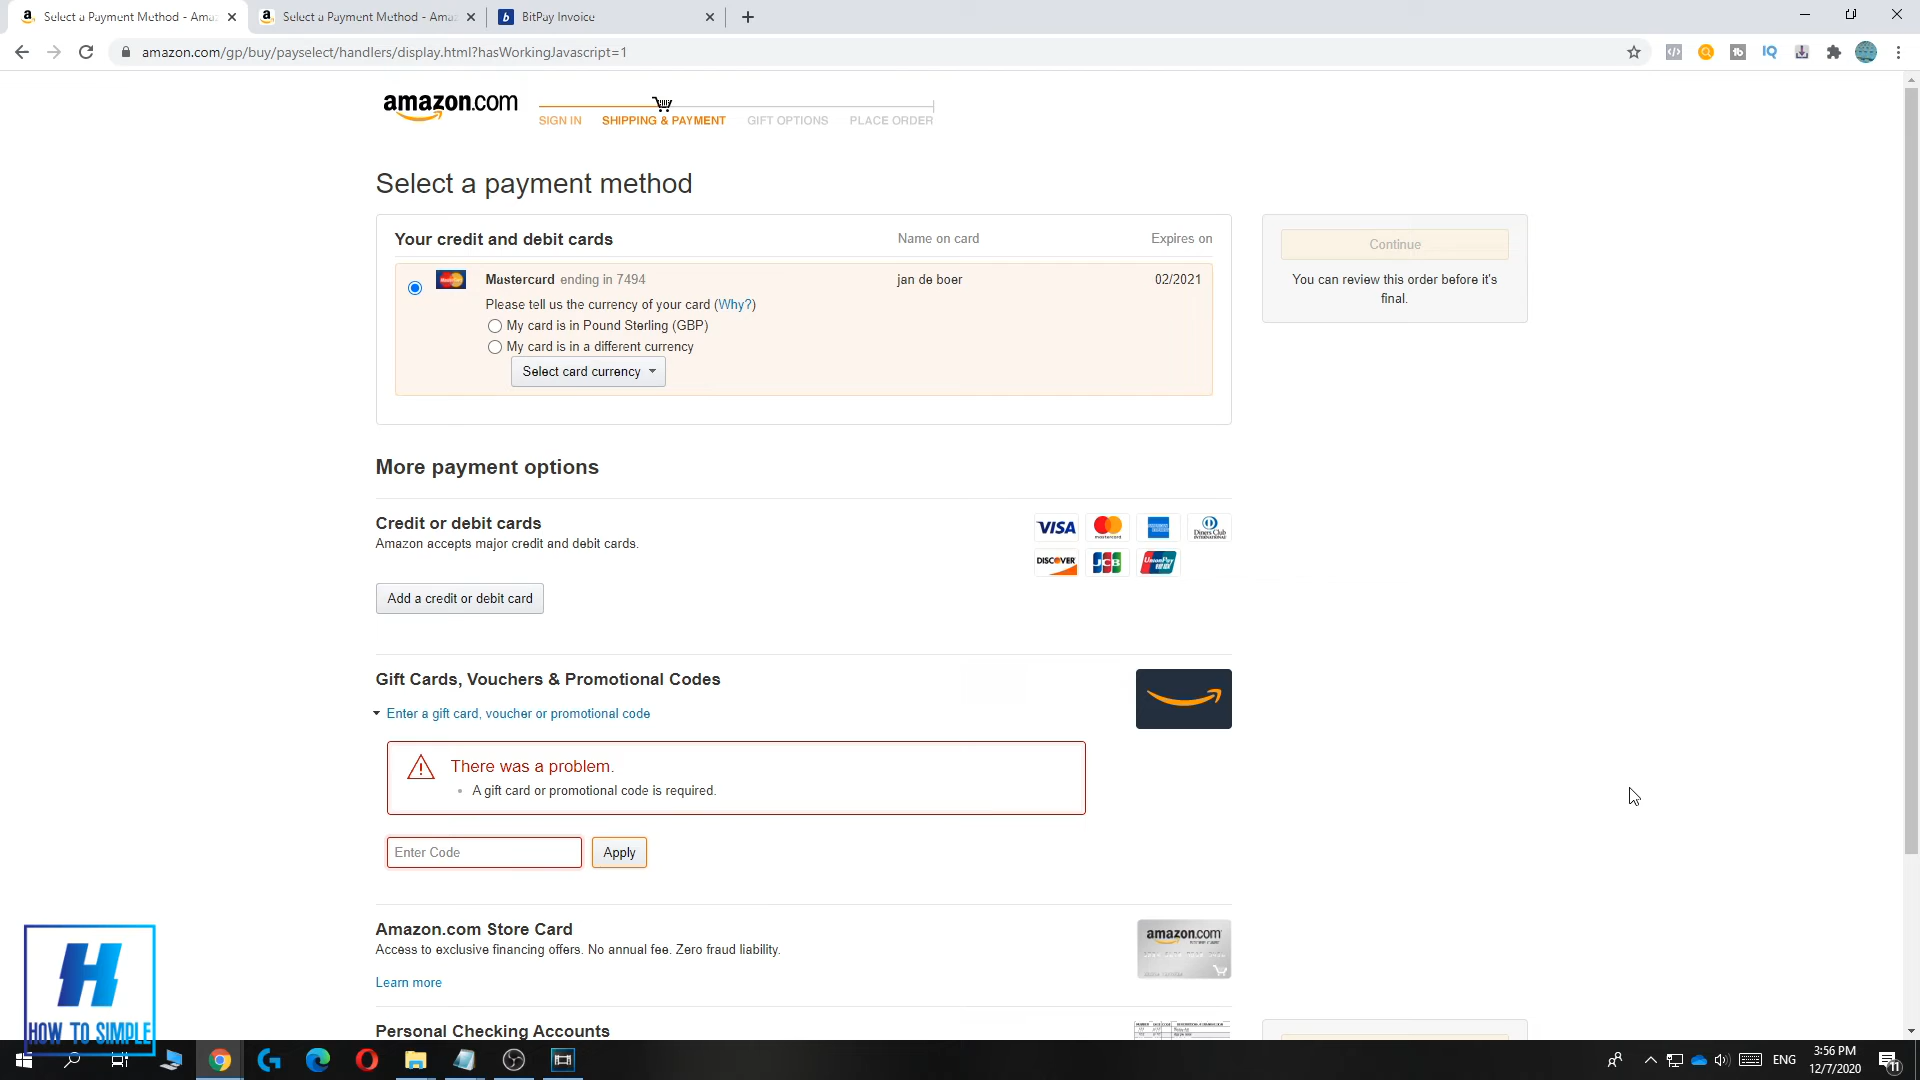 Select a Payment Method - Ama
Select a Payment Method - Ama
BitPay Invoice
amazon.com/gp/buy/payselect/handlers/display.html?hasWorkingJavascript=1
amazon.com
SIGN IN
SHIPPING & PAYMENT
GIFT OPTIONS
PLACE ORDER
Select a payment method
Your credit and debit cards
Name on card
Expires on
Continue
You can review this order before it's
final.
Mastercard ending in 7494
jan de boer
02/2021
Please tell us the currency of your card (Why?)
My card is in Pound Sterling (GBP)
My card is in a different currency
Select card currency
More payment options
Credit or debit cards
Amazon accepts major credit and debit cards.
VISA
mastercard
Diners Club
INTERNATIONAL
DISCOVER
JCB
UnionPay
银联
Add a credit or debit card
Gift Cards, Vouchers & Promotional Codes
Enter a gift card, voucher or promotional code
There was a problem.
A gift card or promotional code is required.
Enter Code
Apply
Amazon.com Store Card
Access to exclusive financing offers. No annual fee. Zero fraud liability.
amazon.com
Learn more
Personal Checking Accounts
H
HOW TO SIMPLE
ENG
3:56 PM
12/7/2020
11